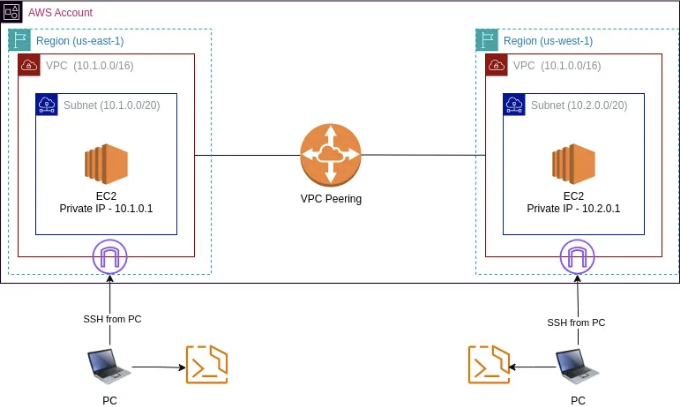 AWS Account
Region (us-east-1)
VPC (10.1.0.0/16)
Subnet (10.1.0.0/20)
EC2
Private IP - 10.1.0.1
VPC Peering
Region (us-west-1)
VPC (10.1.0.0/16)
Subnet (10.2.0.0/20)
EC2
Private IP - 10.2.0.1
SSH from PC
PC
SSH from PC
PC